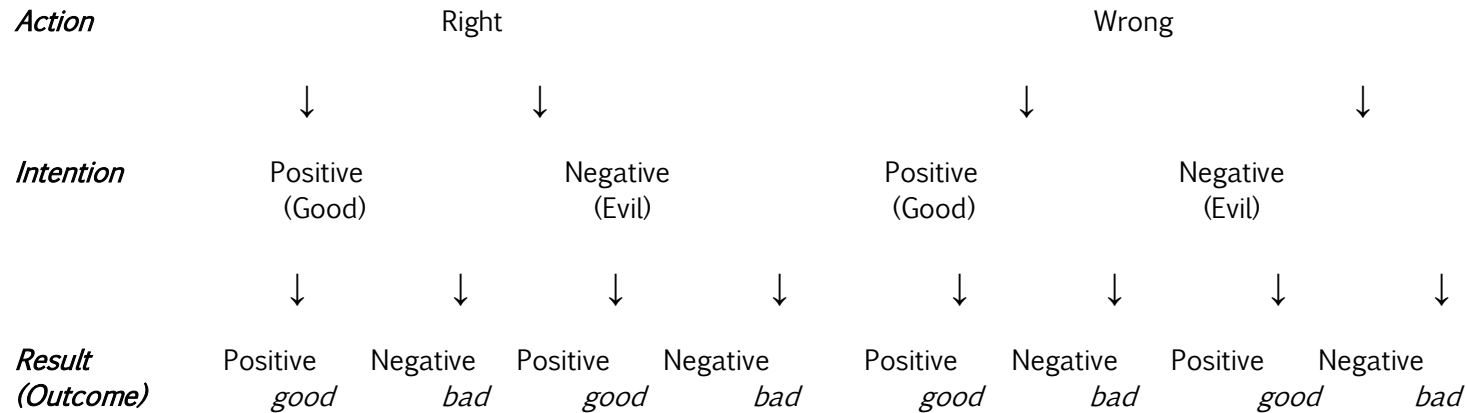 Action Right Wrong
↓ ↓ ↓ ↓
Intention Positive Negative Positive Negative
(Good) (Evil) (Good) (Evil)
↓ ↓ ↓ ↓ ↓ ↓ ↓ ↓
Result Positive Negative Positive Negative Positive Negative Positive Negative
(Outcome) good bad good bad good bad good bad